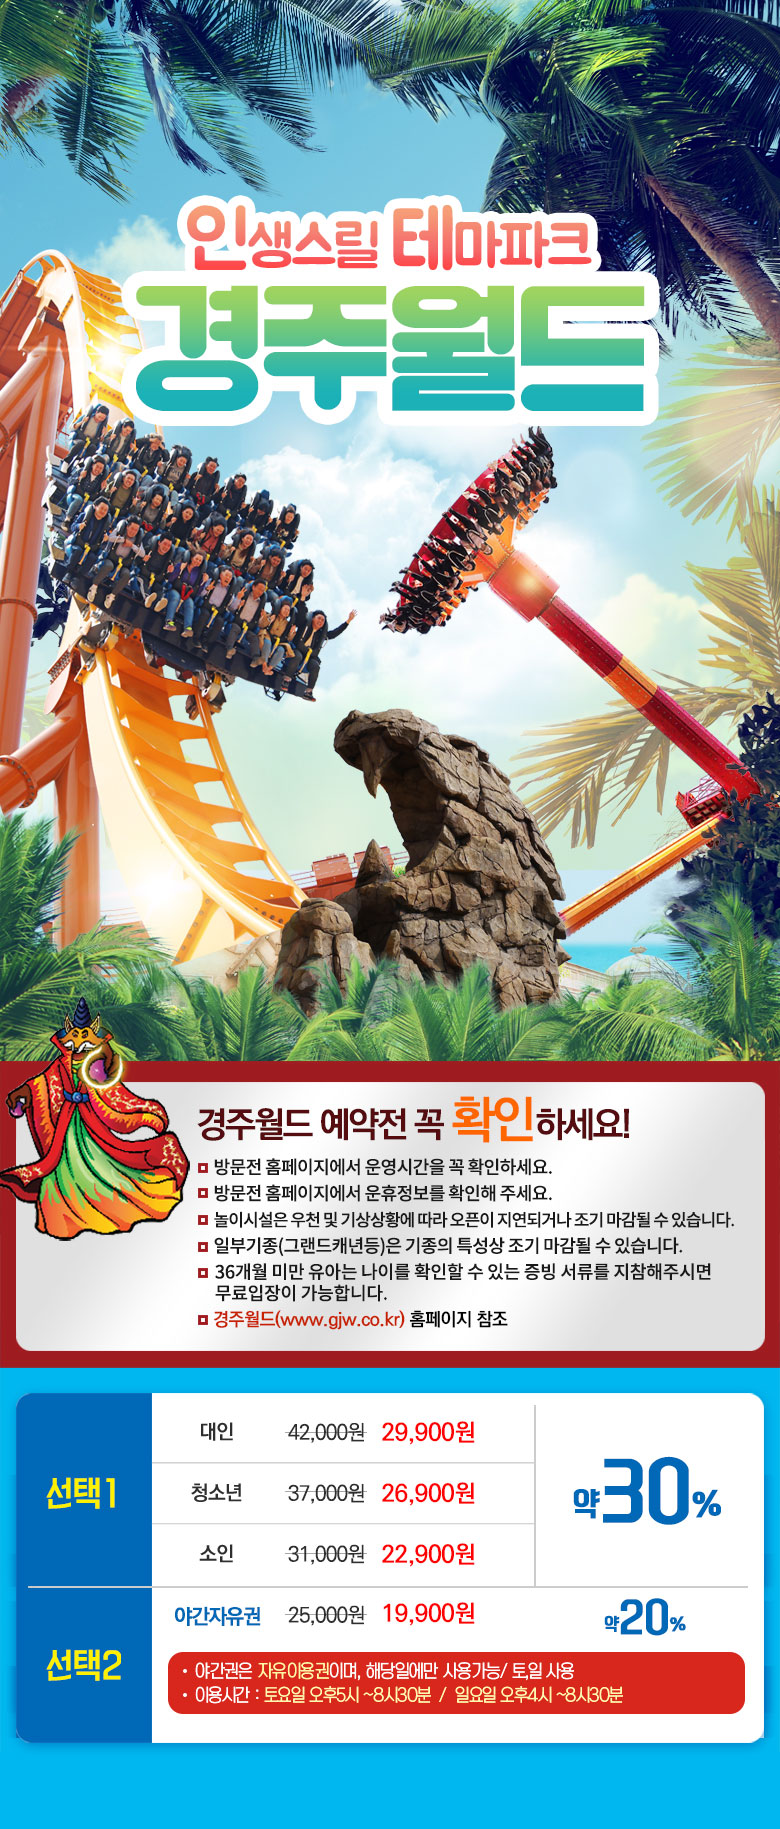 인생스릴 테마파크
경주월드
경주월드 예약전 꼭 확인하세요!
방문전 홈페이지에서 운영시간을 꼭 확인하세요.
방문전 홈페이지에서 운휴정보를 확인해 주세요.
놀이시설은 우천 및 기상상황에 따라 오픈이 지연되거나 조기 마감될 수 있습니다.
일부기종(그랜드캐년등)은 기종의 특성상 조기 마감될 수 있습니다.
36개월 미만 유아는 나이를 확인할 수 있는 증빙 서류를 지참해주시면
무료입장이 가능합니다.
경주월드(www.gjw.co.kr) 홈페이지 참조
선택1
대인 42,000원 29,900원
청소년 37,000원 26,900원
소인 31,000원 22,900원
약30%
선택2
야간자유권 25,000원 19,900원
약20%
• 야간권은 자유이용권이며, 해당일에만 사용가능/ 토,일 사용
• 이용시간 : 토요일 오후5시 ~8시30분 / 일요일 오후4시 ~8시30분